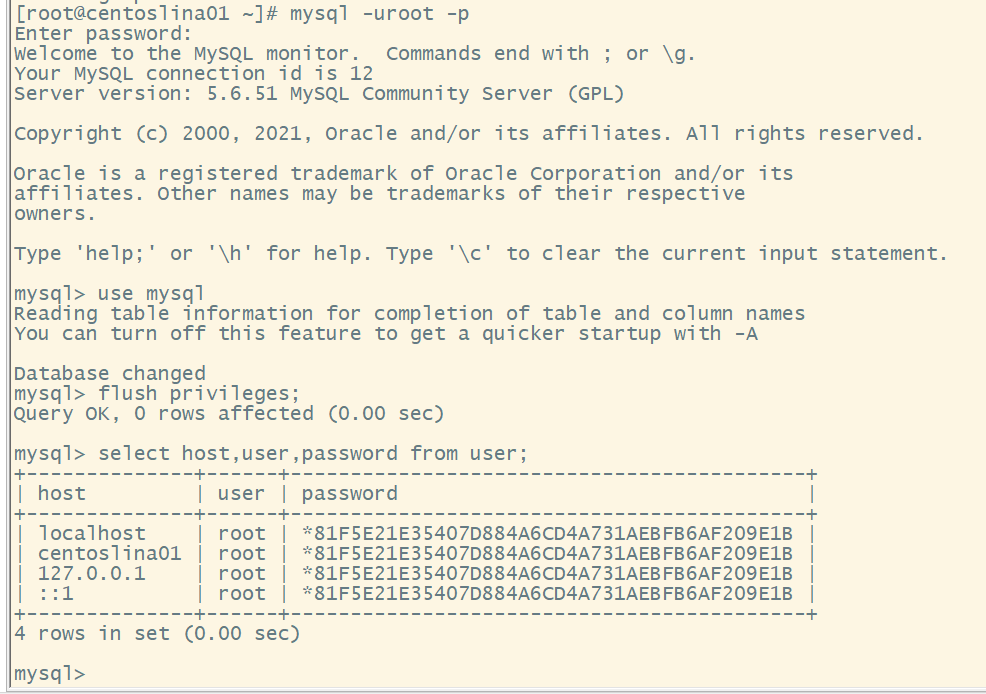 [root@centoslina01 ~]# mysql -uroot -p
Enter password:
Welcome to the MySQL monitor.  Commands end with ; or \g.
Your MySQL connection id is 12
Server version: 5.6.51 MySQL Community Server (GPL)

Copyright (c) 2000, 2021, Oracle and/or its affiliates. All rights reserved.

Oracle is a registered trademark of Oracle Corporation and/or its
affiliates. Other names may be trademarks of their respective
owners.

Type 'help;' or '\h' for help. Type '\c' to clear the current input statement.

mysql> use mysql
Reading table information for completion of table and column names
You can turn off this feature to get a quicker startup with -A

Database changed
mysql> flush privileges;
Query OK, 0 rows affected (0.00 sec)

mysql> select host,user,password from user;
+--------------+------+-------------------------------------------+
| host         | user | password                                  |
+--------------+------+-------------------------------------------+
| localhost    | root | *81F5E21E35407D884A6CD4A731AEBFB6AF209E1B |
| centoslina01 | root | *81F5E21E35407D884A6CD4A731AEBFB6AF209E1B |
| 127.0.0.1    | root | *81F5E21E35407D884A6CD4A731AEBFB6AF209E1B |
| ::1          | root | *81F5E21E35407D884A6CD4A731AEBFB6AF209E1B |
+--------------+------+-------------------------------------------+
4 rows in set (0.00 sec)

mysql>